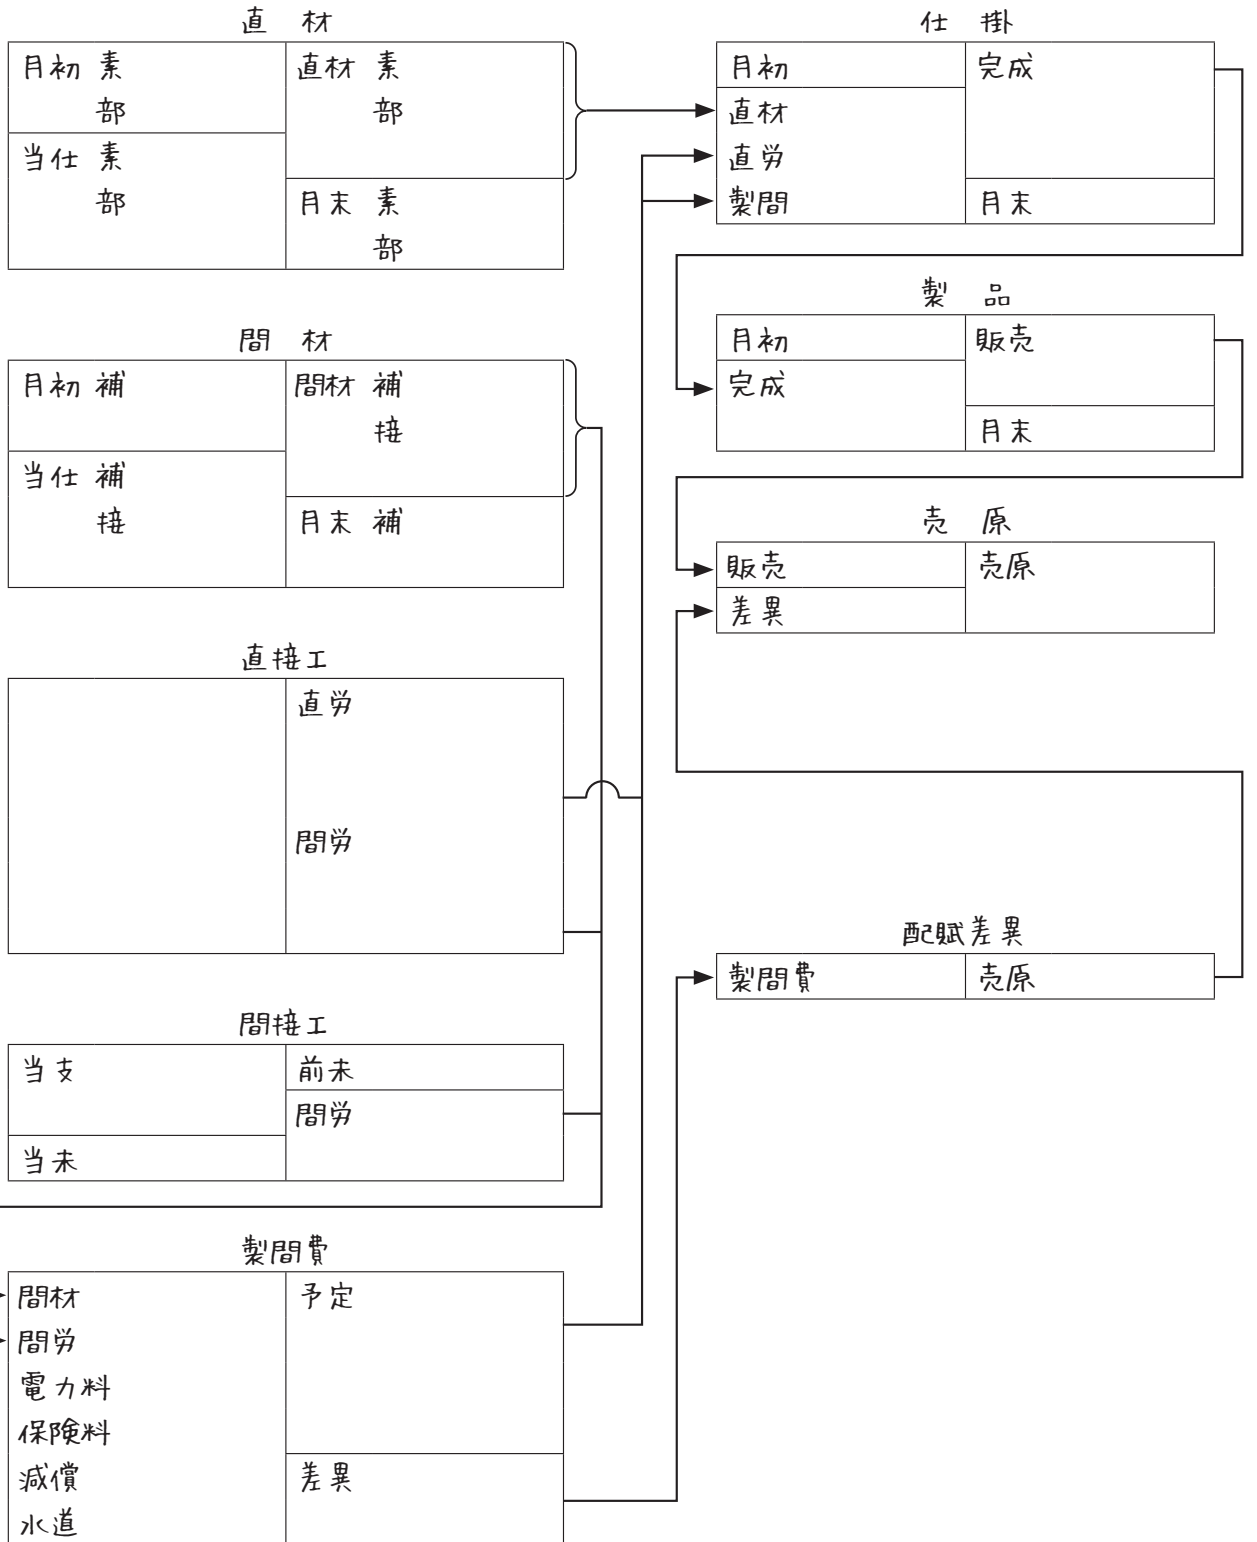 直 材
月初 素
部
当仕 素
部
直材 素
部
月末 素
部
間 材
月初 補
当仕 補
接
間材 補
接
月末 補
直接工
直労
間労
間接工
当支
当未
前未
間労
製間費
間材
間労
電力料
保険料
減償
水道
予定
差異
仕 掛
月初
直材
直労
製間
完成
月末
製 品
月初
完成
販売
月末
売 原
販売
差異
売原
配賦差異
製間費
売原